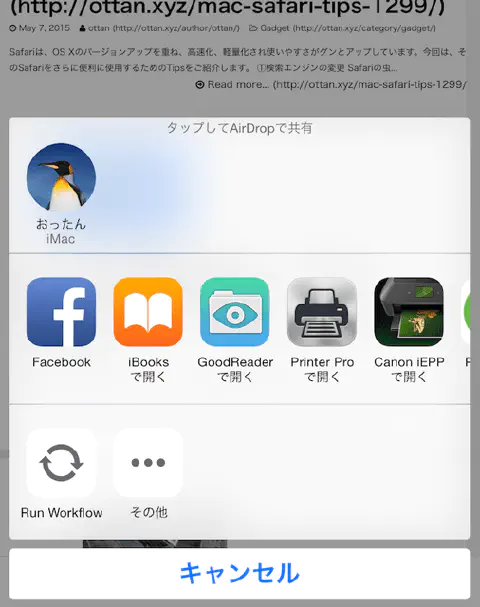 (http://ottan.xyz/mac-safari-tips-1299/)
May 7, 2015 ottan (http://ottan.xyz/author/ottan/) Gadget (http://ottan.xyz/category/gadget/)
Safariは、OS Xのバージョンアップを重ね、高速化、軽量化され使いやすさがグンとアップしています。今回は、そ
のSafariをさらに便利に使用するためのTipsをご紹介します。 ①検索エンジンの変更 Safariの虫...
Read more... (http://ottan.xyz/mac-safari-tips-1299/
タップしてAirDropで共有
おったん
iMac
Facebook
iBooks
で開く
GoodReader
で開く
Printer Pro
で開く
Canon iEPP
で開く
Run Workflow
その他
キャンセル